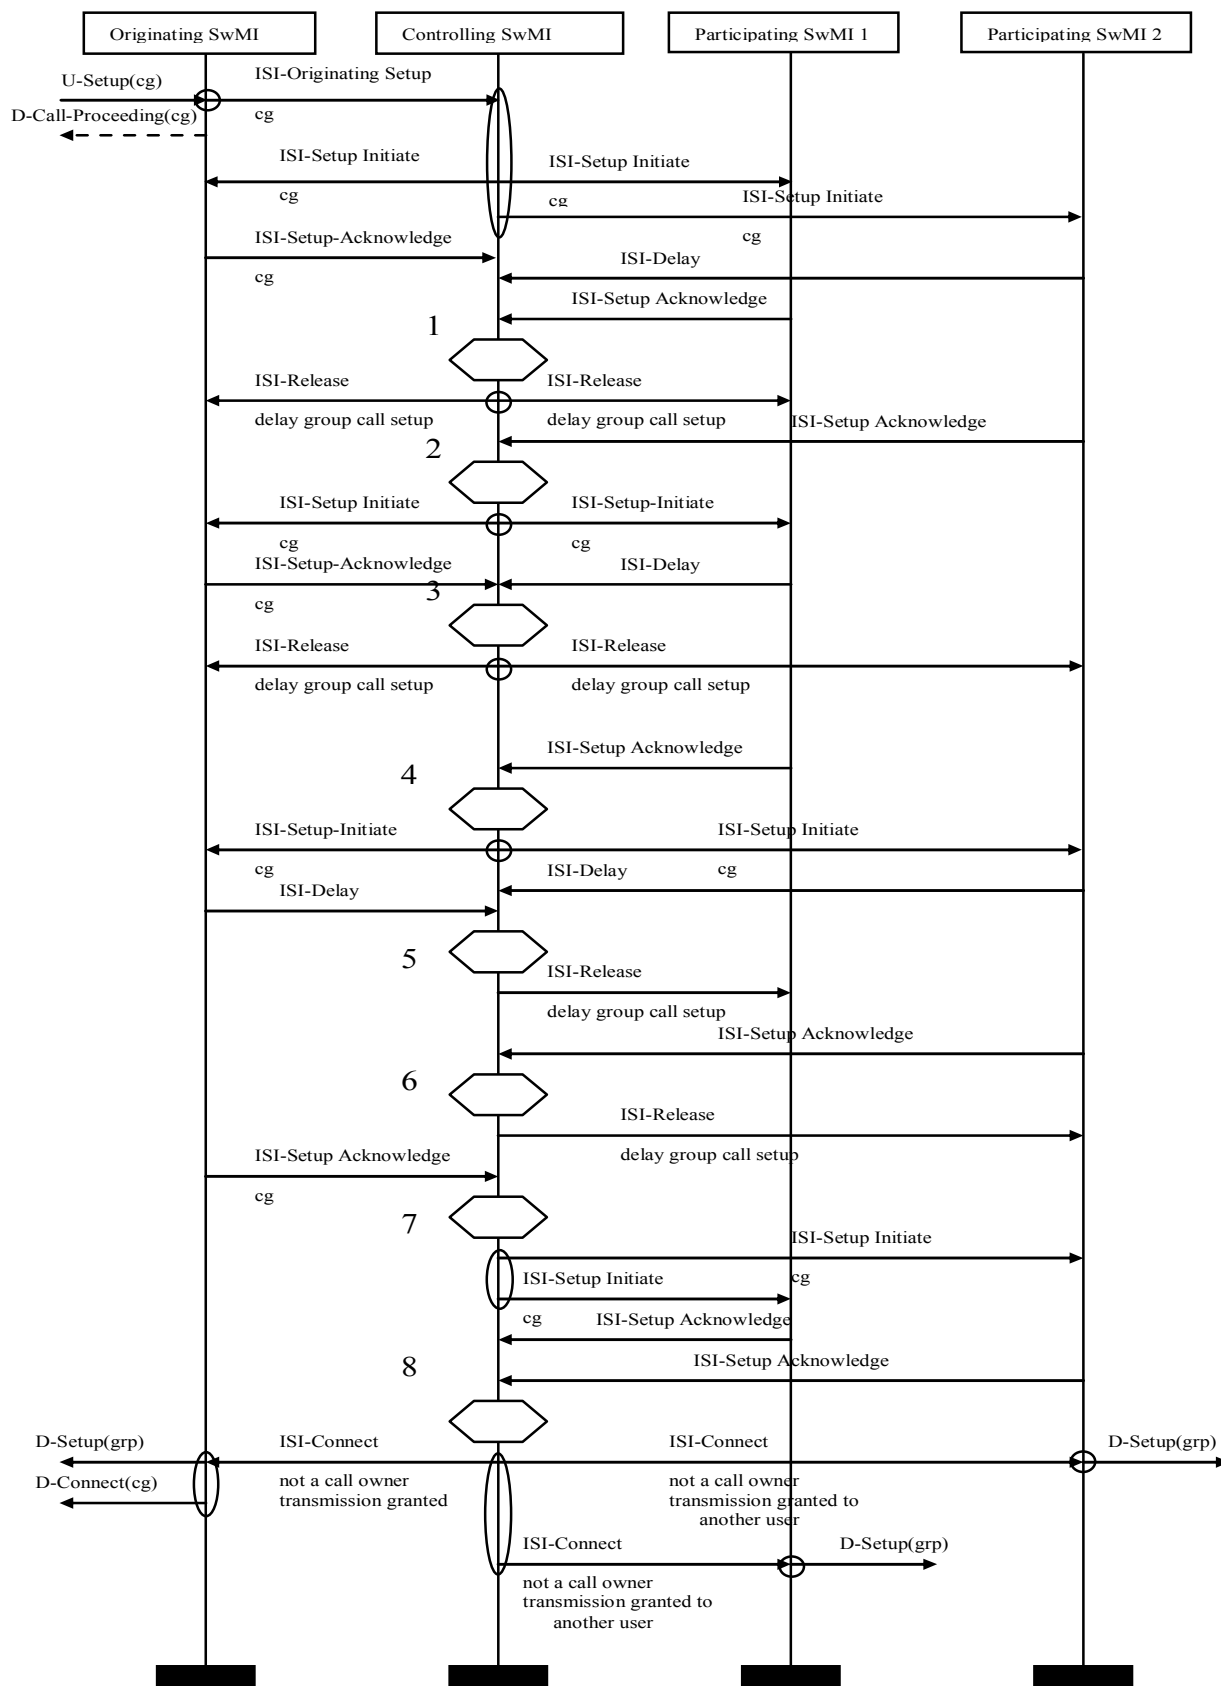 Originating SwMI
Controlling SwMI
Participating SwMI 1
Participating SwMI 2
U-Setup(cg)
ISI-Originating Setup
cg
D-Call-Proceeding(cg)
ISI-Setup Initiate
cg
ISI-Setup Initiate
cg
ISI-Setup Initiate
cg
ISI-Setup-Acknowledge
cg
ISI-Delay
ISI-Setup Acknowledge
1
ISI-Release
delay group call setup
ISI-Release
delay group call setup
ISI-Setup Acknowledge
2
ISI-Setup Initiate
cg
ISI-Setup-Initiate
cg
ISI-Setup-Acknowledge
cg
ISI-Delay
3
ISI-Release
delay group call setup
ISI-Release
delay group call setup
ISI-Setup Acknowledge
4
ISI-Setup-Initiate
cg
ISI-Setup Initiate
cg
ISI-Delay
ISI-Delay
5
ISI-Release
delay group call setup
ISI-Setup Acknowledge
6
ISI-Release
delay group call setup
ISI-Setup Acknowledge
cg
7
ISI-Setup Initiate
cg
ISI-Setup Initiate
cg
ISI-Setup Acknowledge
ISI-Setup Acknowledge
8
D-Setup(grp)
ISI-Connect
not a call owner
transmission granted
ISI-Connect
not a call owner
transmission granted to
another user
D-Setup(grp)
D-Connect(cg)
ISI-Connect
not a call owner
transmission granted to
another user
D-Setup(grp)